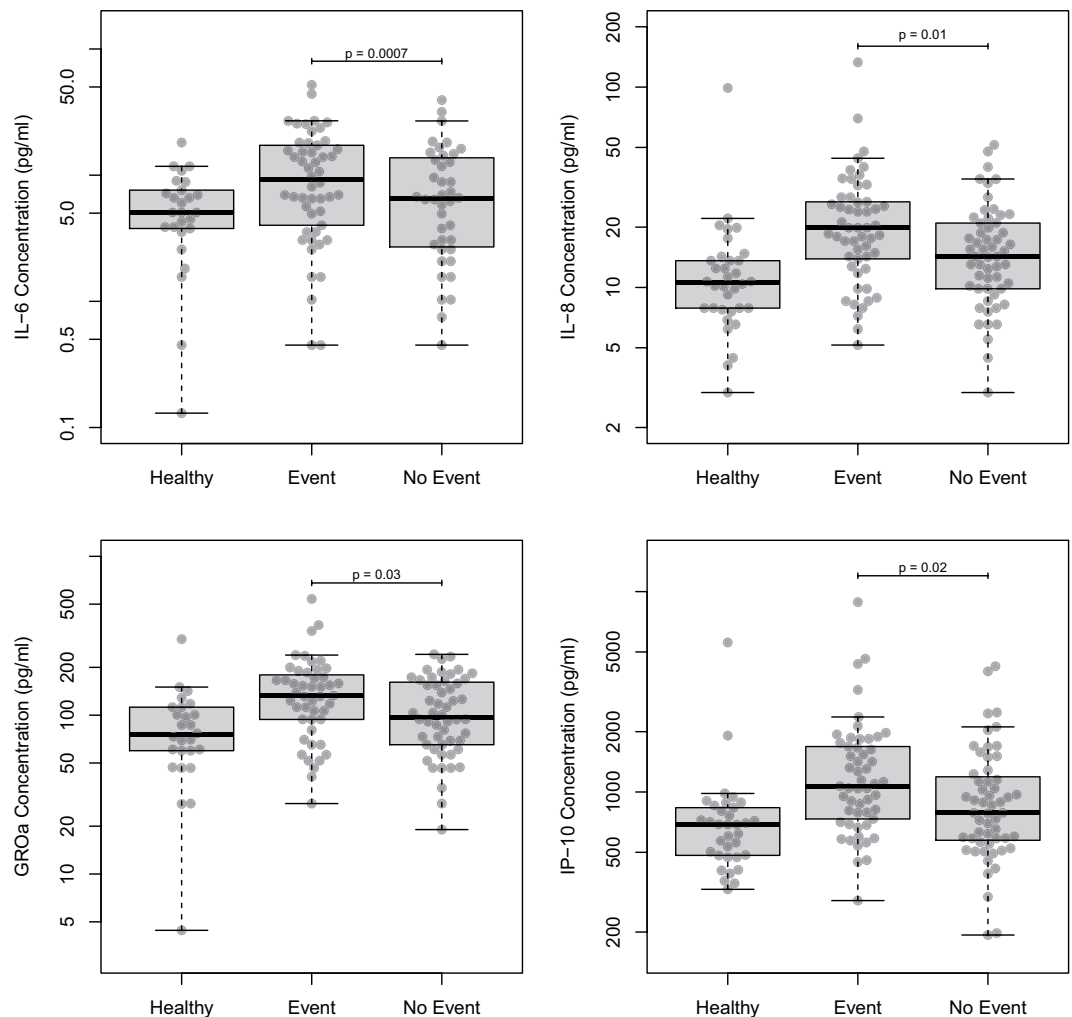 IL−6 Concentration (pg/ml)
50.0
5.0
0.5
0.1
p = 0.0007
Healthy Event No Event
IL−8 Concentration (pg/ml)
200
100
50
20
10
5
2
p = 0.01
Healthy Event No Event
GROa Concentration (pg/ml)
500
200
100
50
20
10
5
p = 0.03
Healthy Event No Event
IP−10 Concentration (pg/ml)
5000
2000
1000
500
200
p = 0.02
Healthy Event No Event